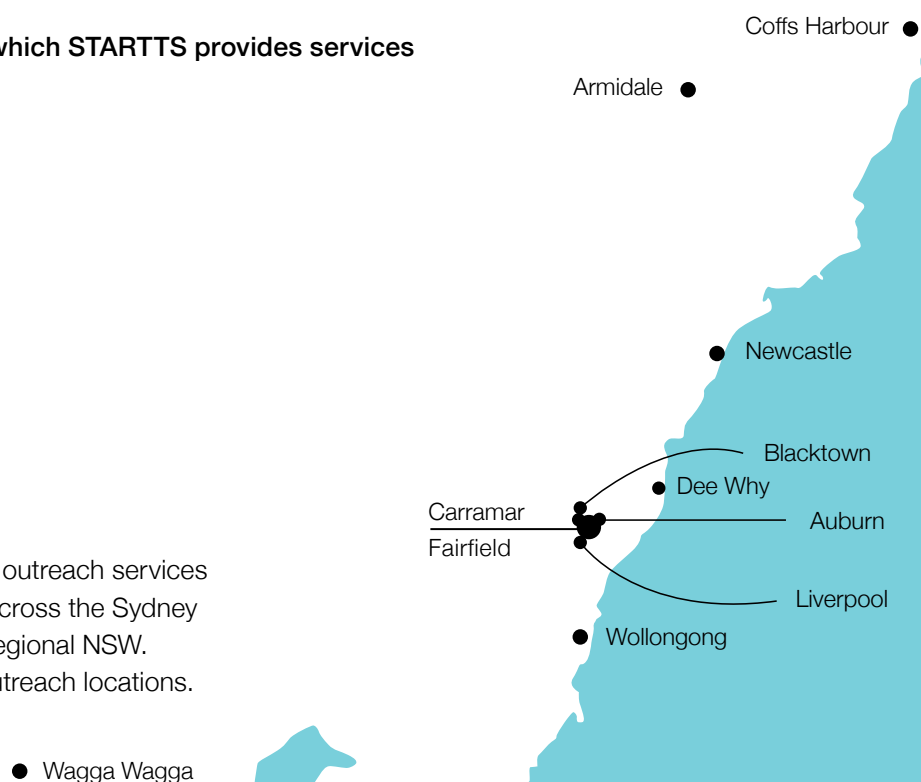 which STARTTS provides services
Coffs Harbour
Armidale
Newcastle
Blacktown
Dee Why
Carramar
Auburn
Fairfield
outreach services
cross the Sydney
egional NSW.
utreach locations.
Liverpool
Wollongong
Wagga Wagga